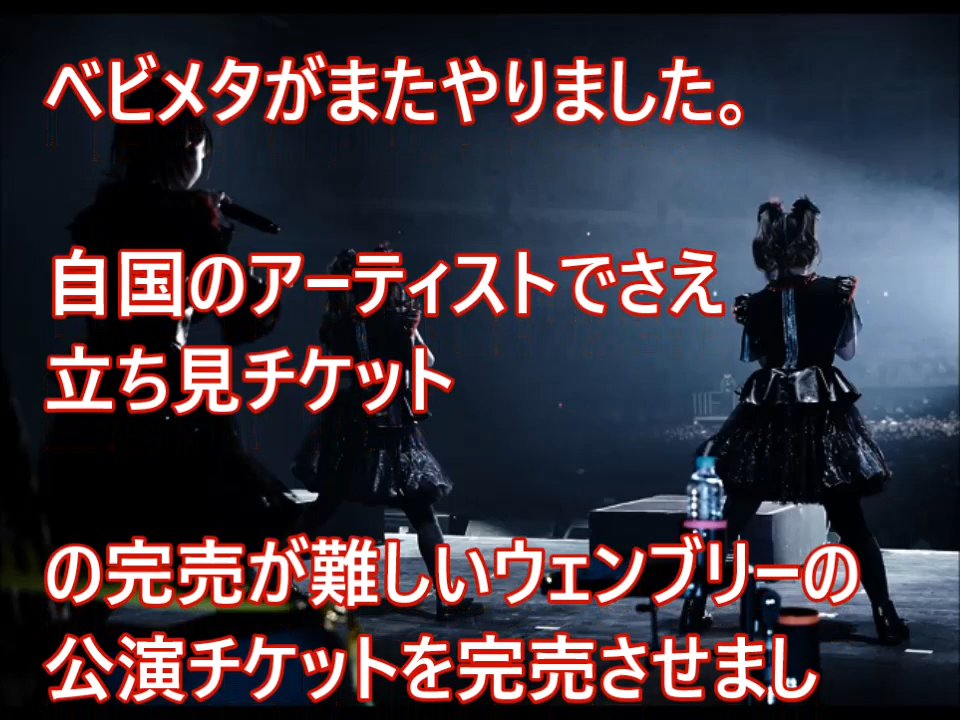 ベビメタがまたやりました。
自国のアーティストでさえ
立ち見チケット
の完売が難しいウェンブリーの
公演チケットを完売させまし